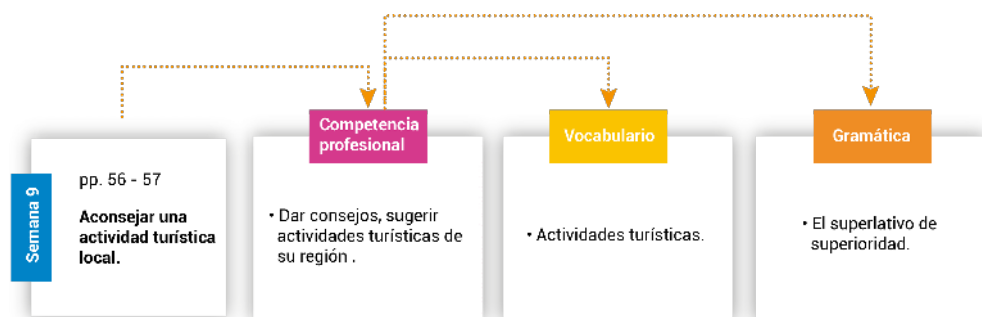 Semana 9
pp. 56 - 57
Aconsejar una
actividad turística
local.
Competencia
profesional
• Dar consejos, sugerir
actividades turísticas de
su región .
Vocabulario
• Actividades turísticas.
Gramática
• El superlativo de
superioridad.